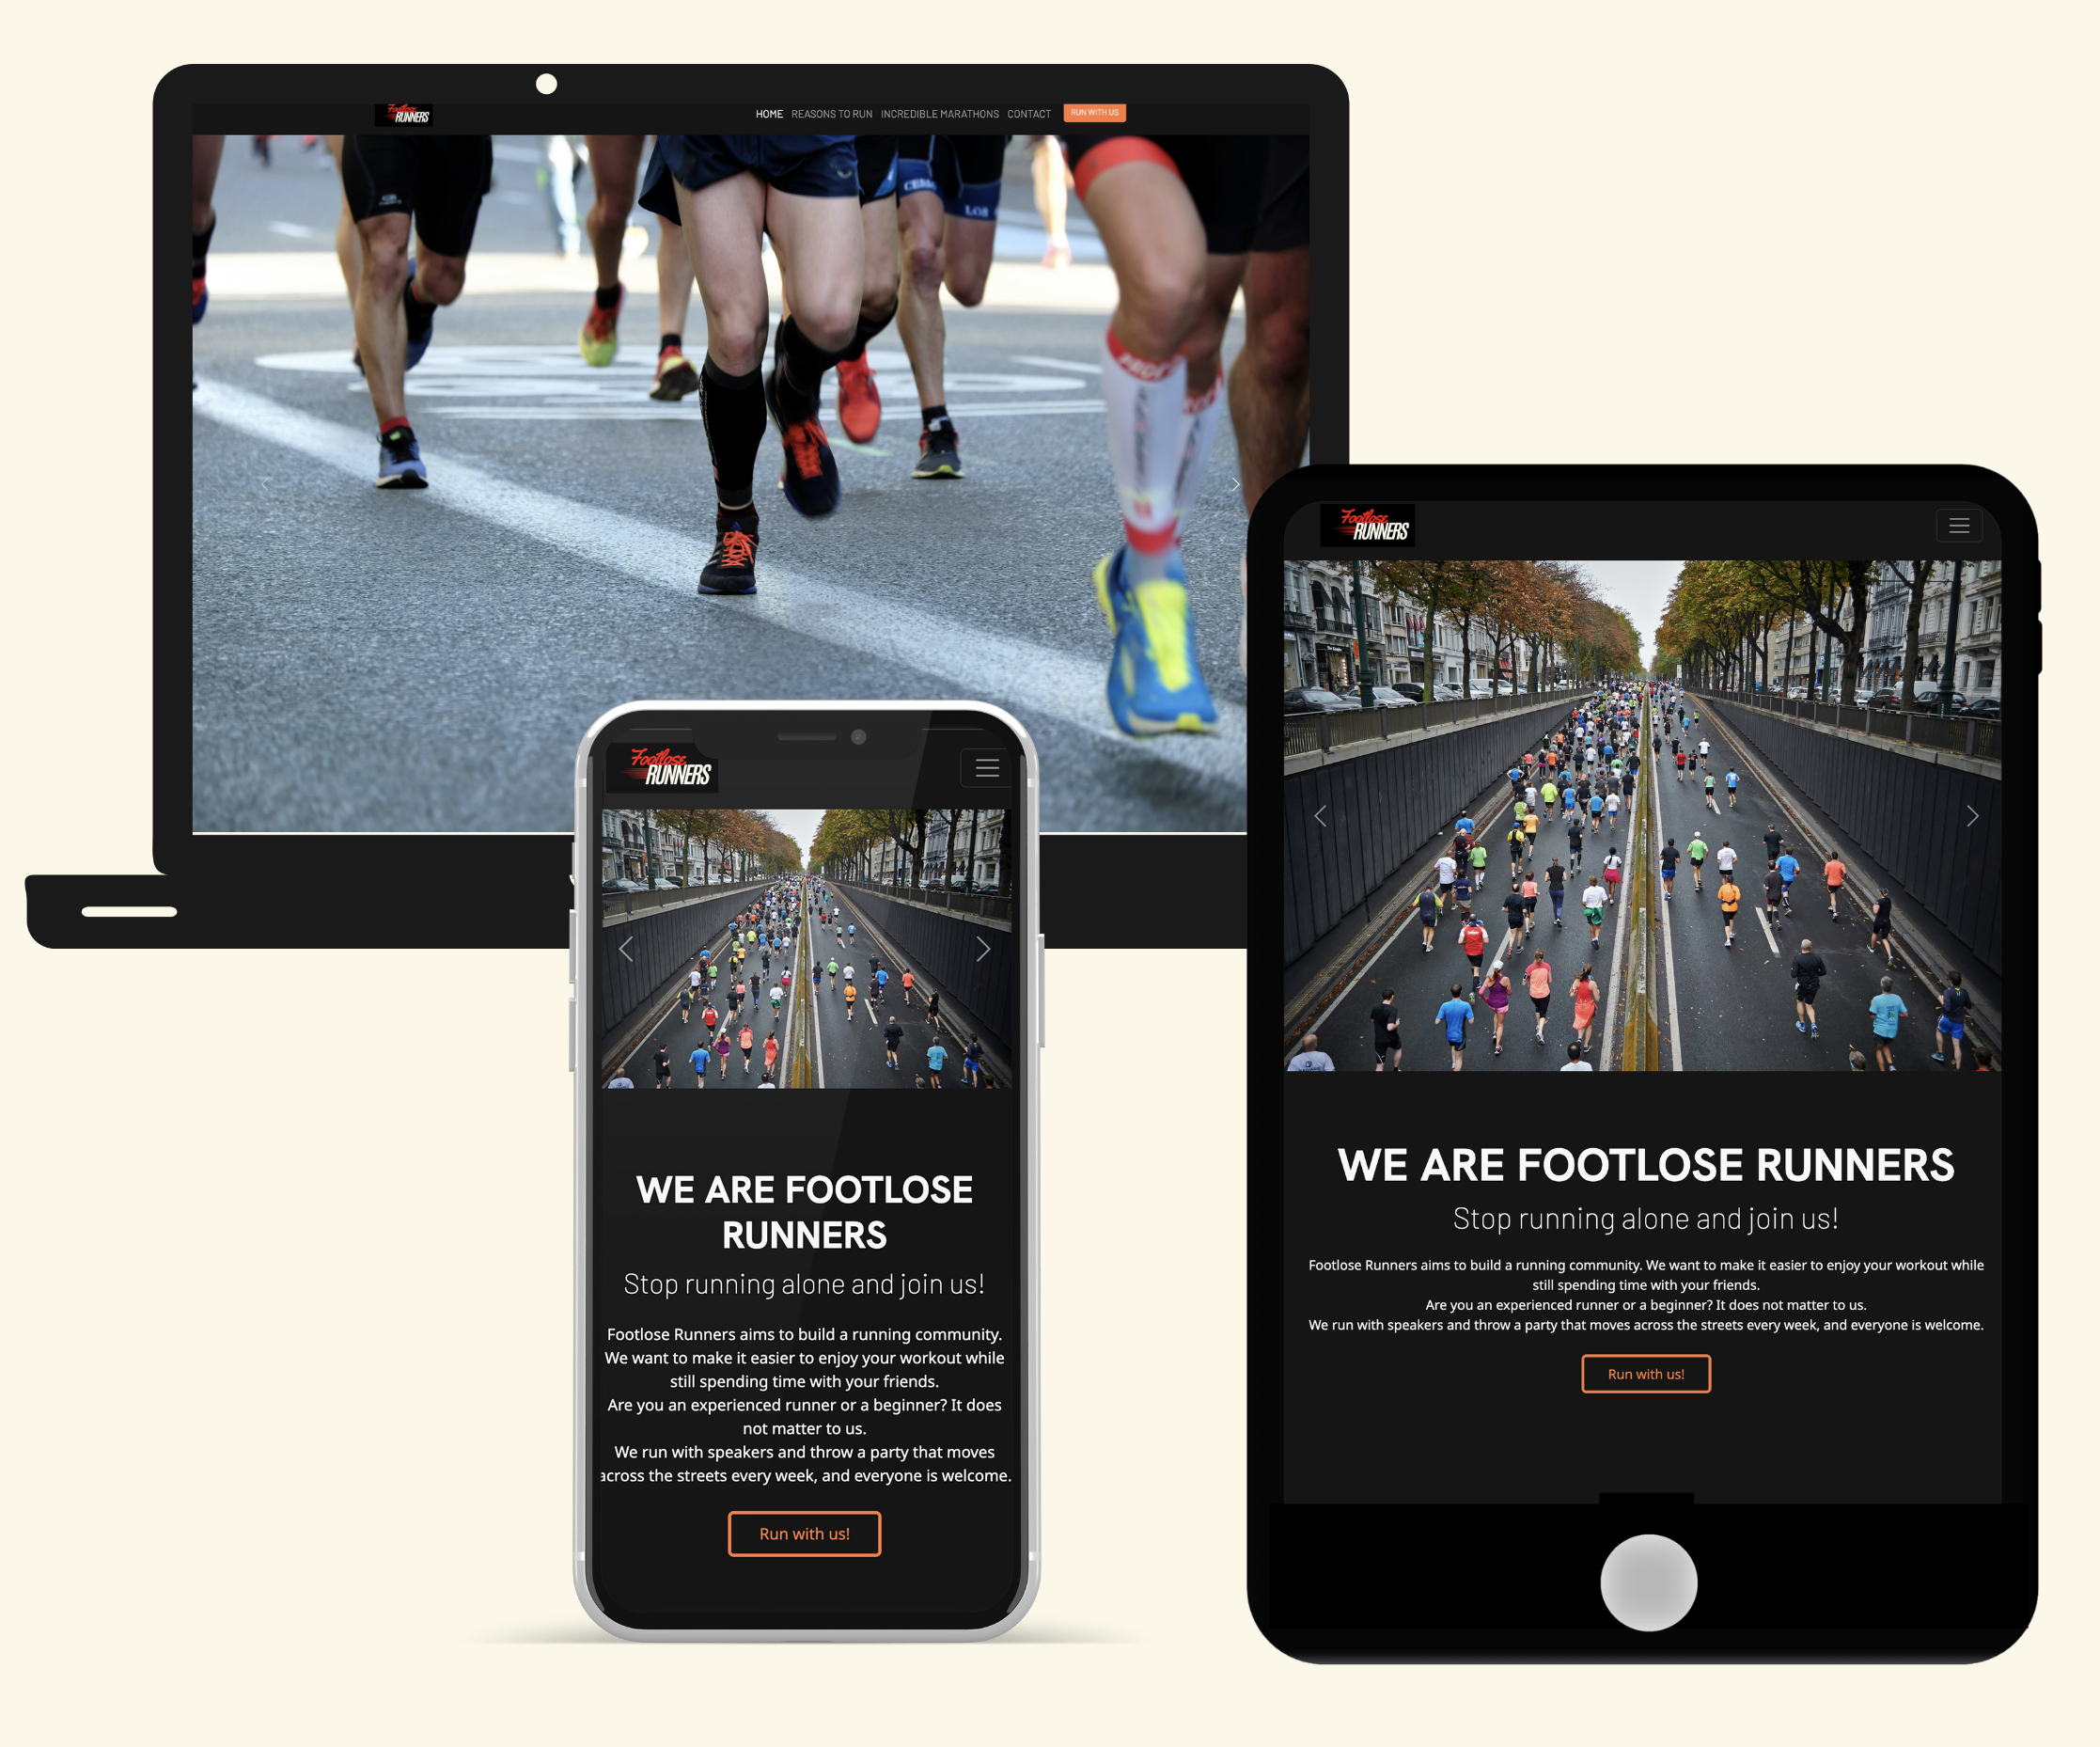 Footlose
RUNNERS
HOME REASONS TO RUN INCREDIBLE MARATHONS CONTACT RUN WITH US
CERR
LOS
Footlose
RUNNERS
WE ARE FOOTLOSE
RUNNERS
Stop running alone and join us!
Footlose Runners aims to build a running community.
We want to make it easier to enjoy your workout while
still spending time with your friends.
Are you an experienced runner or a beginner? It does
not matter to us.
We run with speakers and throw a party that moves
across the streets every week, and everyone is welcome.
Run with us!
Footlose
RUNNERS
WE ARE FOOTLOSE RUNNERS
Stop running alone and join us!
Footlose Runners aims to build a running community. We want to make it easier to enjoy your workout while
still spending time with your friends.
Are you an experienced runner or a beginner? It does not matter to us.
We run with speakers and throw a party that moves across the streets every week, and everyone is welcome.
Run with us!